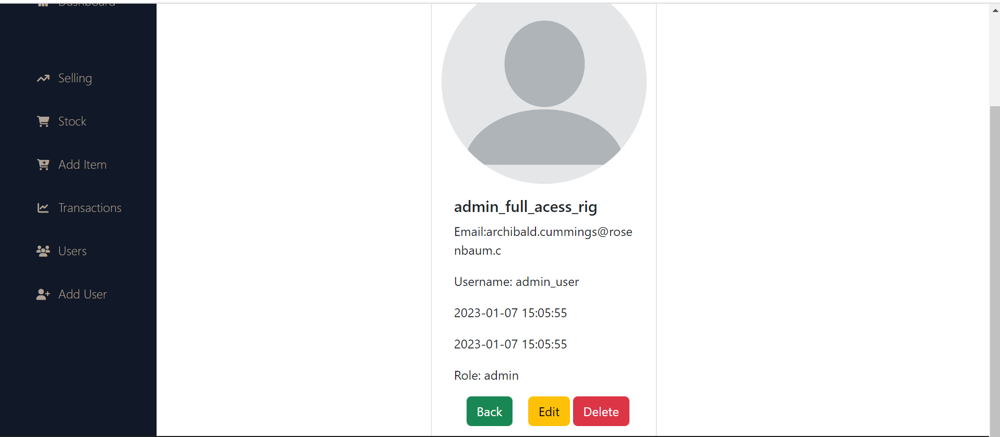 Dashboard
Selling
Stock
Add Item
Transactions
Users
Add User
admin_full_acess_rig
Email:archibald.cummings@rose
nbaum.c
Username: admin_user
2023-01-07 15:05:55
2023-01-07 15:05:55
Role: admin
Back
Edit
Delete